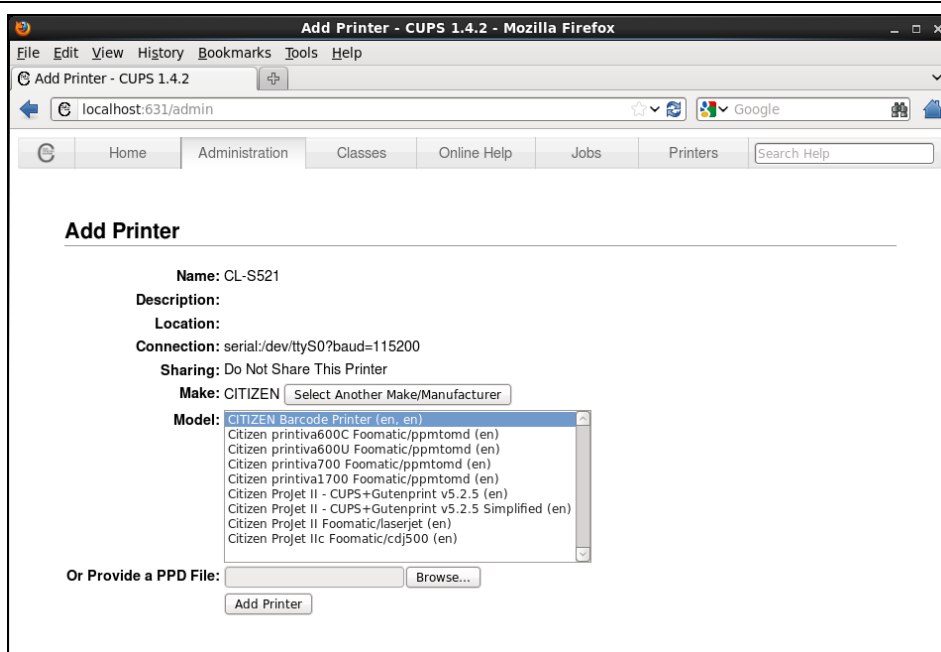 Add Printer - CUPS 1.4.2 - Mozilla Firefox
File Edit View History Bookmarks Tools Help
Add Printer - CUPS 1.4.2
localhost:631/admin
Google
Home Administration Classes Online Help Jobs Printers Search Help
Add Printer
Name: CL-S521
Description:
Location:
Connection: serial:/dev/ttyS0?baud=115200
Sharing: Do Not Share This Printer
Make: CITIZEN Select Another Make/Manufacturer
Model: CITIZEN Barcode Printer (en, en)
Citizen printiva600C Foomatic/ppmtomd (en)
Citizen printiva600U Foomatic/ppmtomd (en)
Citizen printiva700 Foomatic/ppmtomd (en)
Citizen printiva1700 Foomatic/ppmtomd (en)
Citizen ProJet II - CUPS+Gutenprint v5.2.5 (en)
Citizen ProJet II - CUPS+Gutenprint v5.2.5 Simplified (en)
Citizen ProJet II Foomatic/laserjet (en)
Citizen ProJet IIc Foomatic/cdj500 (en)
Or Provide a PPD File: Browse...
Add Printer